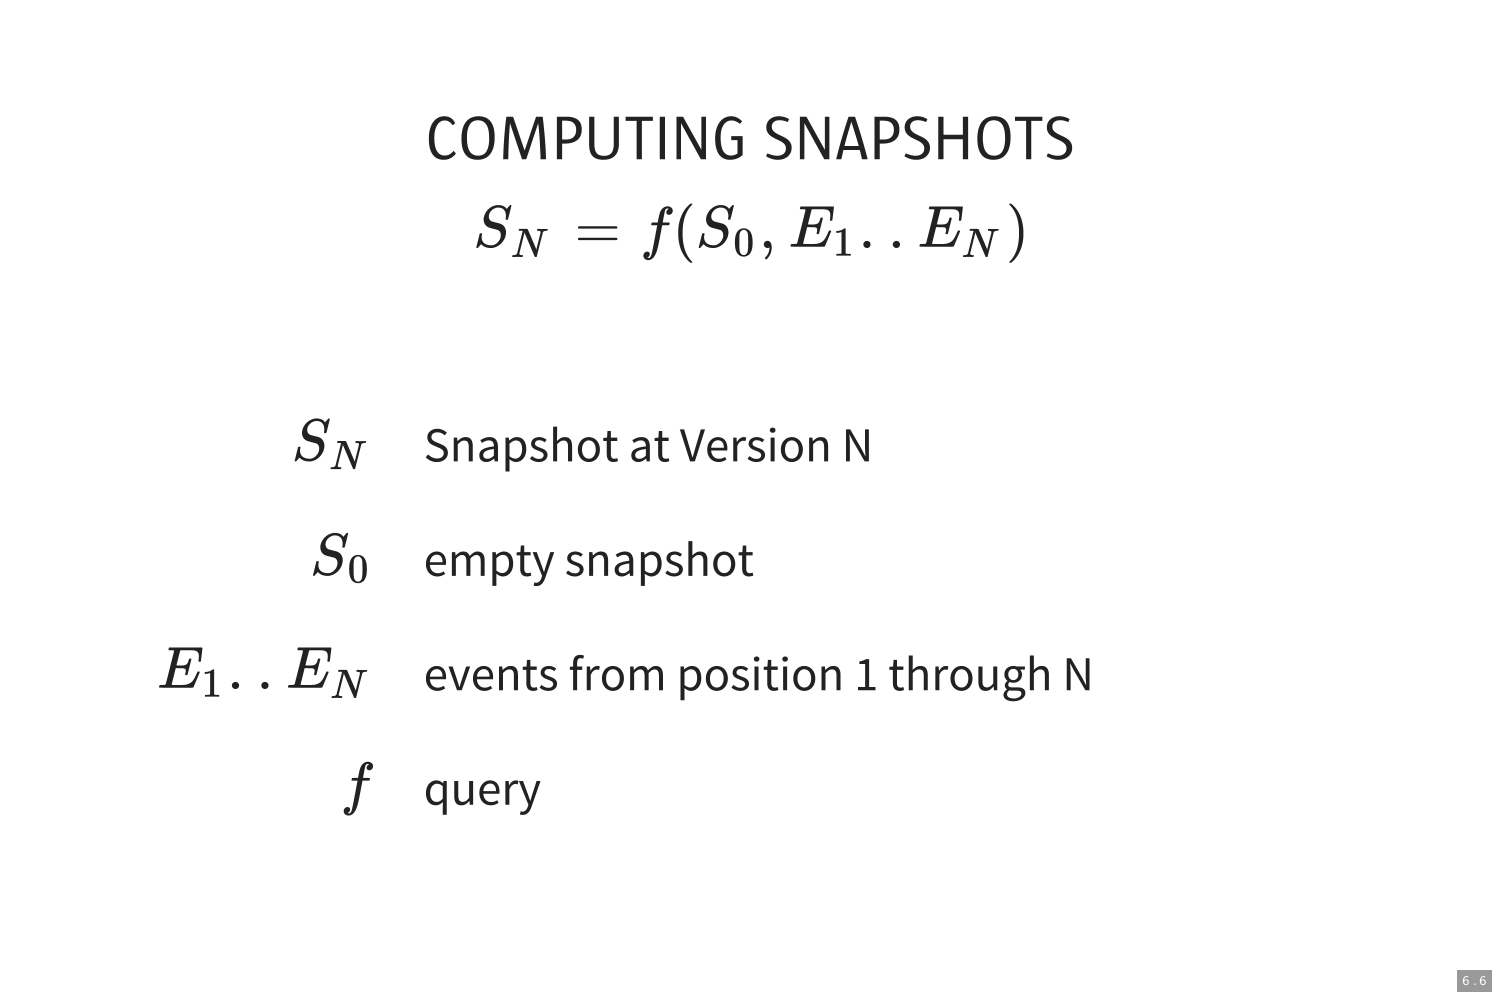 COMPUTING SNAPSHOTS
S_N = f(S_0, E_1. . E_N)
S_N Snapshot at Version N
S_0 empty snapshot
E_1. . E_N events from position 1 through N
f query
6.6